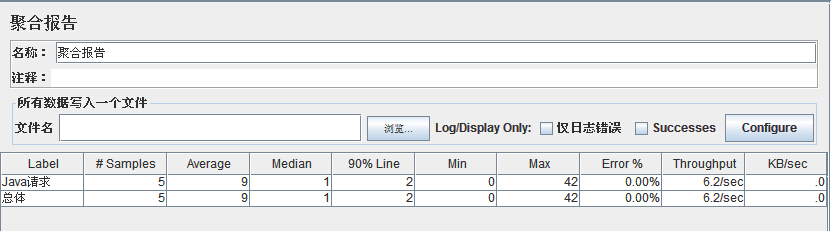 聚合报告
名称： 聚合报告
注释：
所有数据写入一个文件
文件名 浏览... Log/Display Only: 仅日志错误 Successes Configure
Label # Samples Average Median 90% Line Min Max Error % Throughput KB/sec
Java请求 5 9 1 2 0 42 0.00% 6.2/sec .0
总体 5 9 1 2 0 42 0.00% 6.2/sec .0